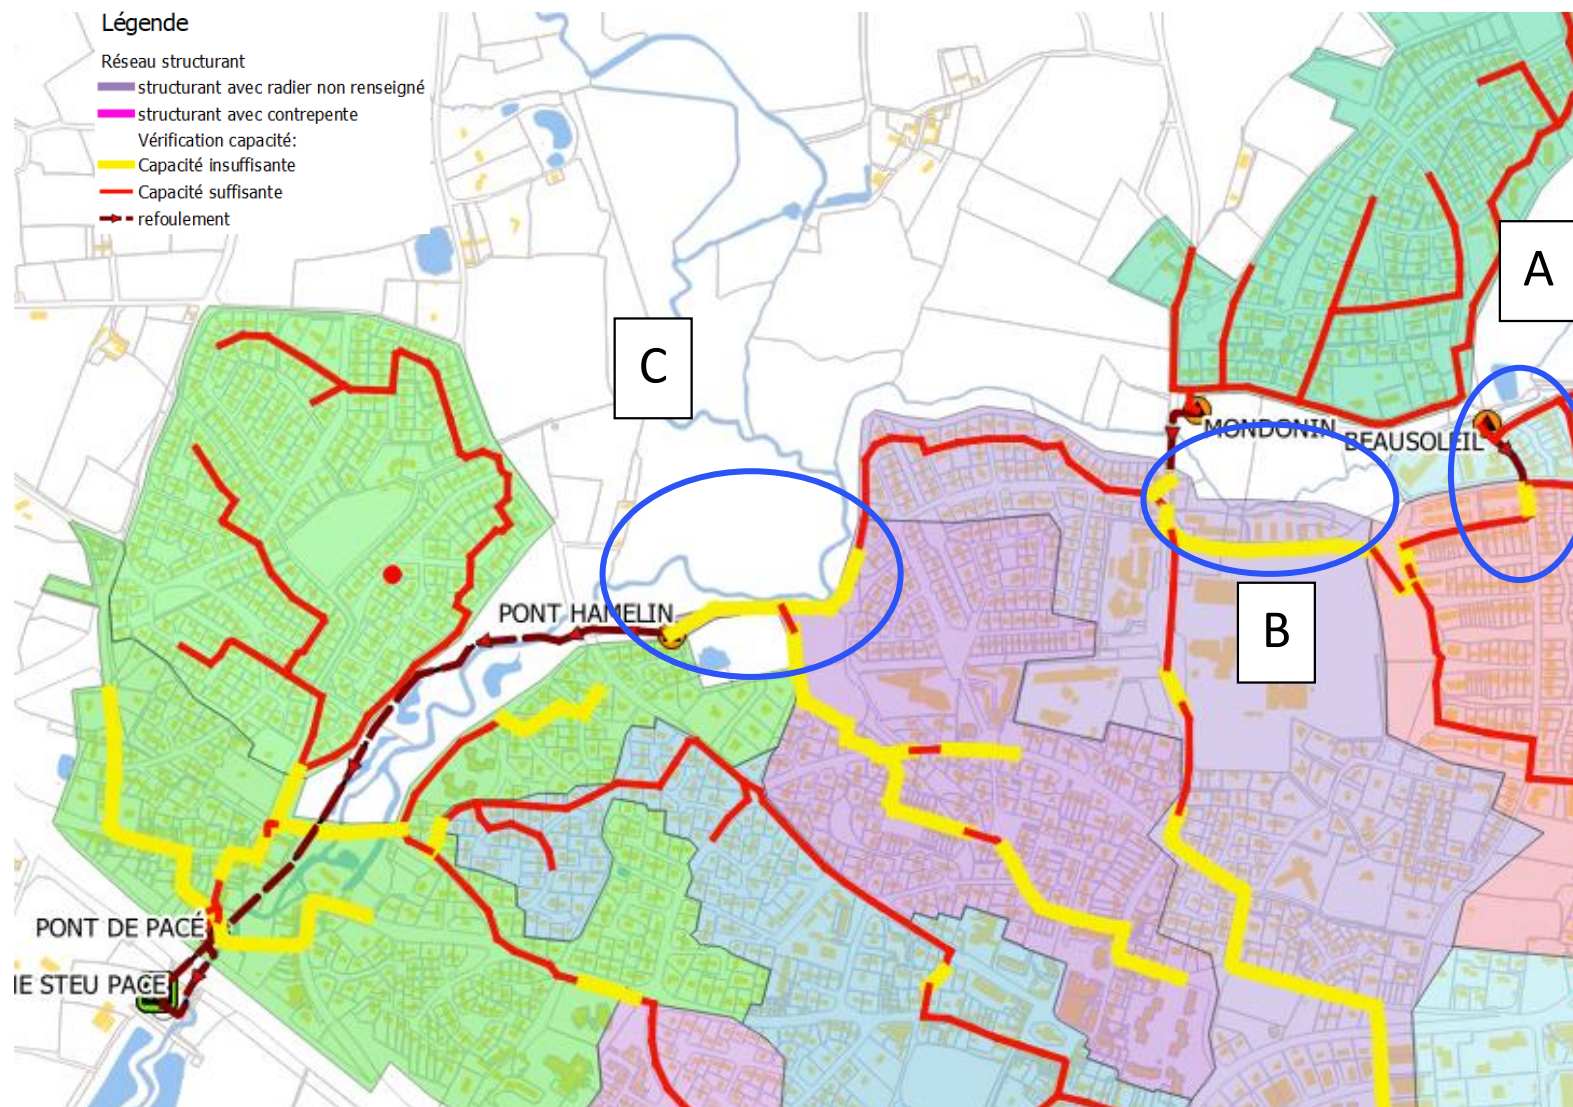 Légende
Réseau structurant
structurant avec radier non renseigné
structurant avec contrepente
Vérification capacité:
Capacité insuffisante
Capacité suffisante
refoulement
A
C
MONDONIN
BEAUSOLEIL
PONT HAMELIN
B
PONT DE PACÉ
IE STEU PACE